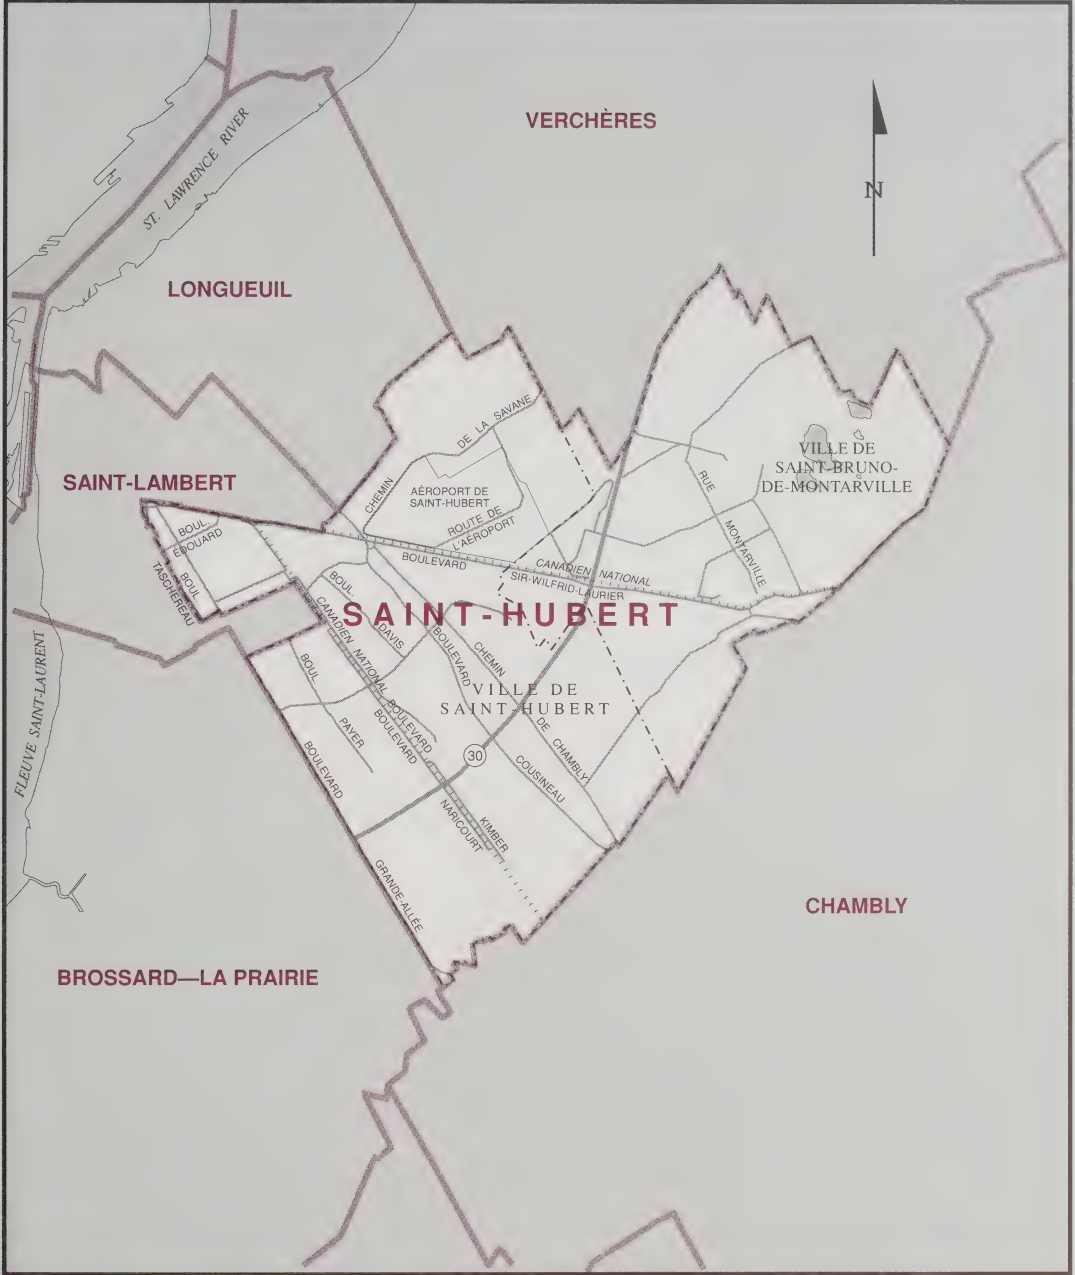 VERCHÈRES
N
ST. LAWRENCE RIVER
LONGUEUIL
SAINT-LAMBERT
DE LA SAVANE
CHEMIN
AÉROPORT DE
SAINT-HUBERT
ROUTE DE
L'AÉROPORT
VILLE DE
SAINT-BRUNO-
DE-MONTARVILLE
RUE
MONTARVILLE
BOUL.
ÉDOUARD
BOUL.
TASCHEREAU
BOULEVARD
SIR-WILFRID-LAURIER
CANADIEN NATIONAL
BOUL.
DAVIS
SAINT-HUBERT
CANADIEN NATIONAL
BOULEVARD
CHEMIN
DE
CHAMBLY
VILLE DE
SAINT-HUBERT
BOUL
PAYER
BOULEVARD
BOULEVARD
30
COUSINEAU
KIMBER
NARICOURT
BOULEVARD
GRANDE-ALLÉE
FLEUVE SAINT-LAURENT
CHAMBLY
BROSSARD—LA PRAIRIE